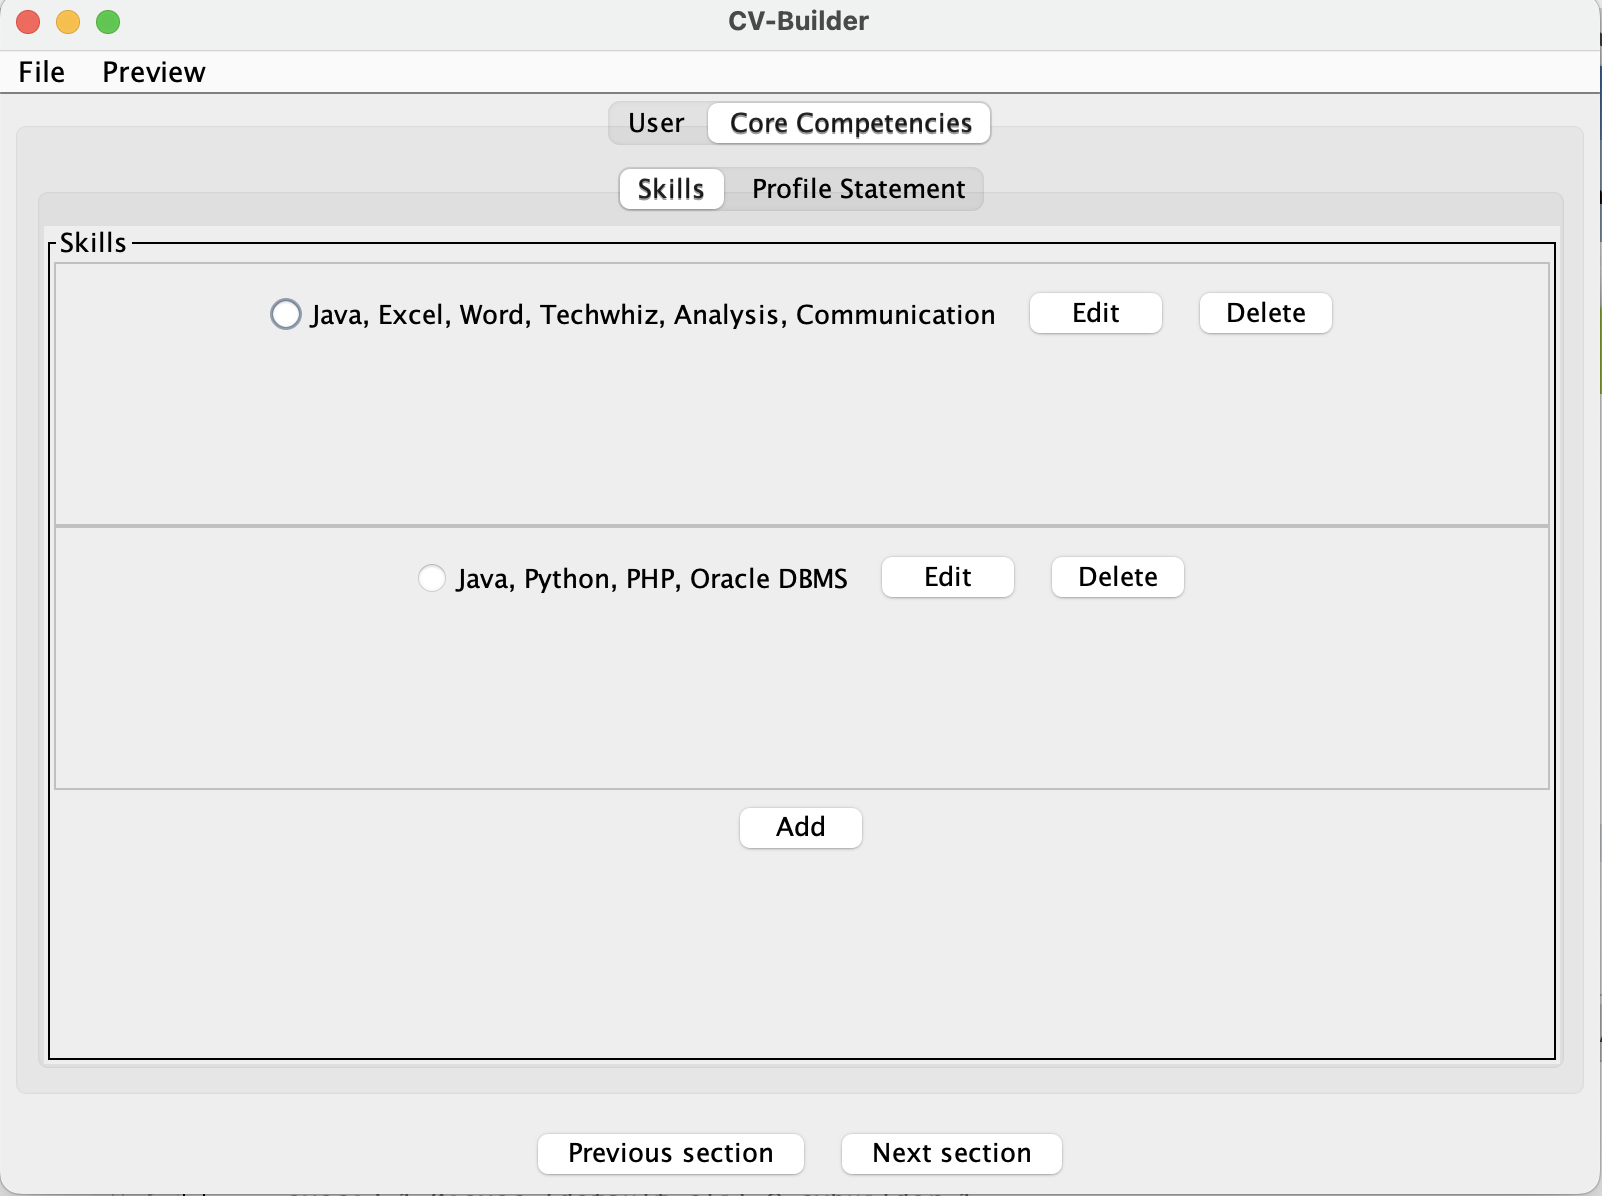 CV-Builder
File Preview
User Core Competencies
Skills Profile Statement
Skills
Java, Excel, Word, Techwhiz, Analysis, Communication Edit Delete
Java, Python, PHP, Oracle DBMS Edit Delete
Add
Previous section Next section